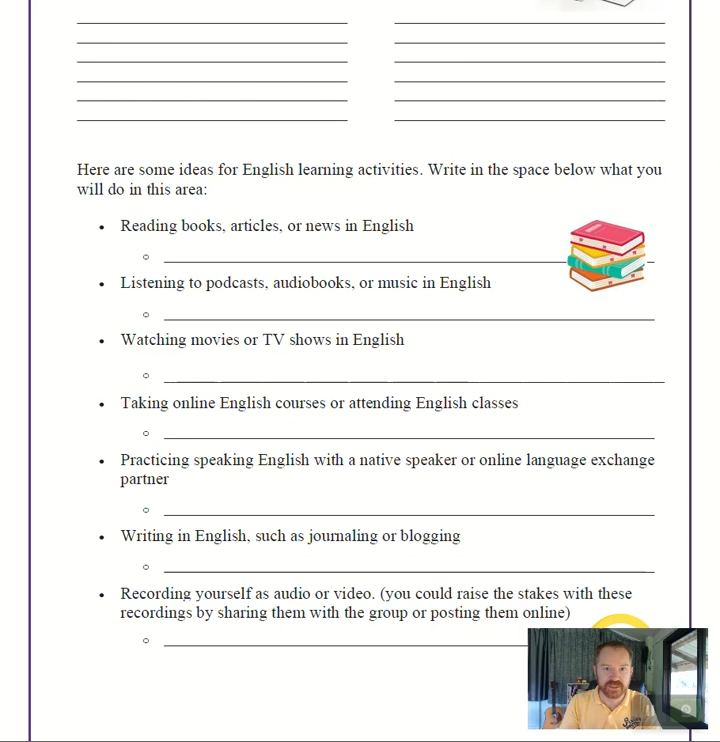 Here are some ideas for English learning activities. Write in the space below what you
will do in this area:
Reading books, articles, or news in English
Listening to podcasts, audiobooks, or music in English
Watching movies or TV shows in English
Taking online English courses or attending English classes
Practicing speaking English with a native speaker or online language exchange
partner
Writing in English, such as journaling or blogging
Recording yourself as audio or video. (you could raise the stakes with these
recordings by sharing them with the group or posting them online)